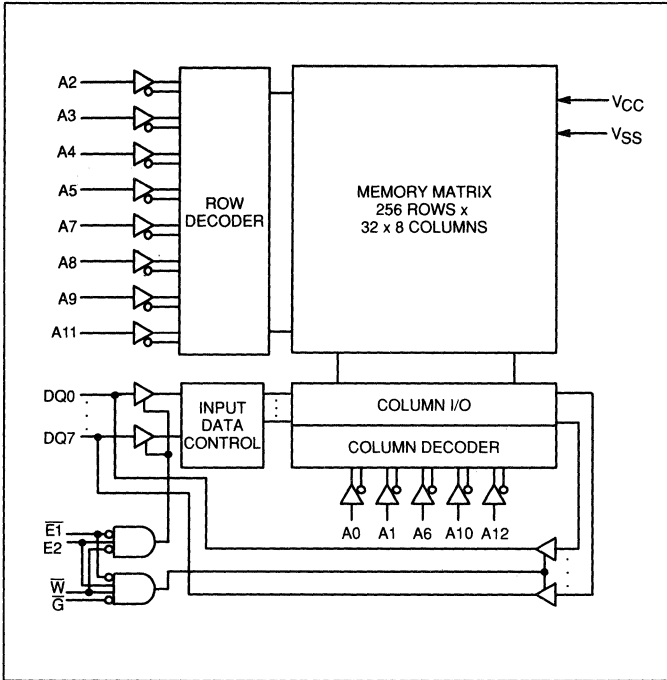 A2
A3
A4
A5
A7
A8
A9
A11
ROW
DECODER
MEMORY MATRIX
256 ROWS x
32 x 8 COLUMNS
VCC
VSS
DQ0
DQ7
INPUT
DATA
CONTROL
COLUMN I/O
COLUMN DECODER
A0 A1 A6 A10 A12
E1
E2
W
G